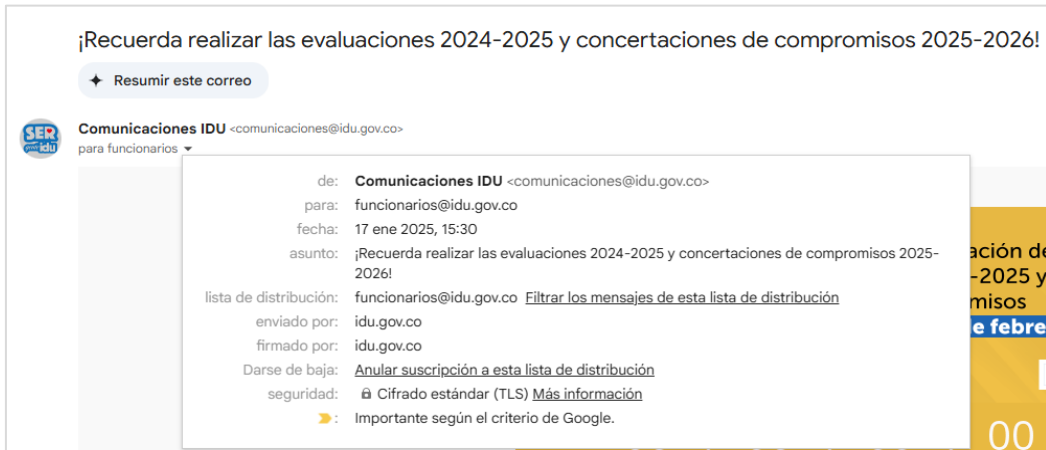 ¡Recuerda realizar las evaluaciones 2024-2025 y concertaciones de compromisos 2025-2026!
Resumir este correo
SER
idu
Comunicaciones IDU <comunicaciones@idu.gov.co>
para funcionarios
de: Comunicaciones IDU <comunicaciones@idu.gov.co>
para: funcionarios@idu.gov.co
fecha: 17 ene 2025, 15:30
asunto: ¡Recuerda realizar las evaluaciones 2024-2025 y concertaciones de compromisos 2025-
2026!
lista de distribución: funcionarios@idu.gov.co Filtrar los mensajes de esta lista de distribución
enviado por: idu.gov.co
firmado por: idu.gov.co
Darse de baja: Anular suscripción a esta lista de distribución
seguridad: Cifrado estándar (TLS) Más información
: Importante según el criterio de Google.
ación de
-2025 y
misos
e febre
00